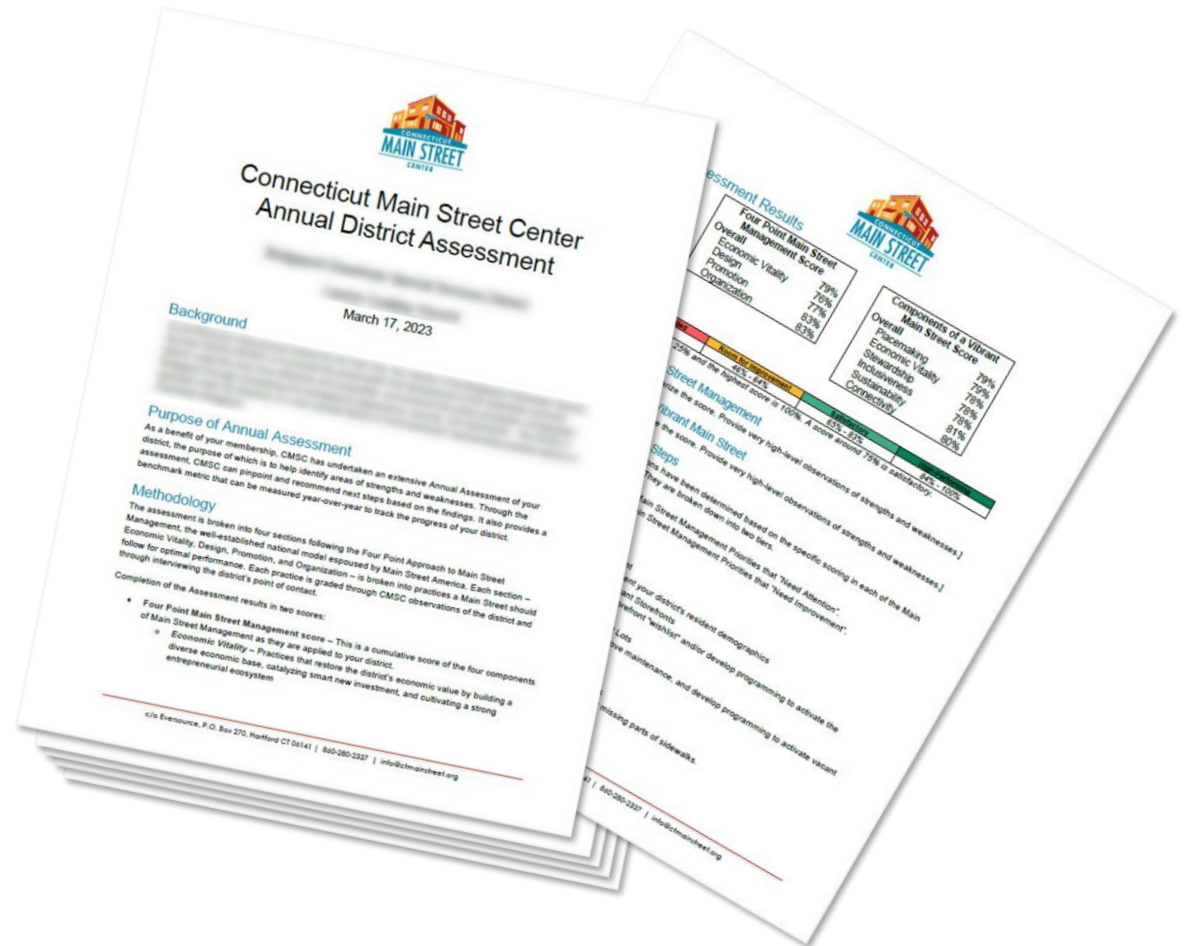 CONNECTICUT
MAIN STREET
CENTER
Connecticut Main Street Center
Annual District Assessment
March 17, 2023
Background
Purpose of Annual Assessment
As a benefit of your membership, CMSC has undertaken an extensive Annual Assessment of your
district, the purpose of which is to help identify areas of strengths and weaknesses. Through the
assessment, CMSC can pinpoint and recommend next steps based on the findings. It also provides a
benchmark metric that can be measured year-over-year to track the progress of your district.
Methodology
The assessment is broken into four sections following the Four Point Approach to Main Street
Management, the well-established national model espoused by Main Street America. Each section –
Economic Vitality, Design, Promotion, and Organization – is broken into practices a Main Street should
follow for optimal performance. Each practice is graded through CMSC observations of the district and
through interviewing the district's point of contact.
Completion of the Assessment results in two scores:
• Four Point Main Street Management score – This is a cumulative score of the four components
of Main Street Management as they are applied to your district.
○ Economic Vitality – Practices that restore the district's economic value by building a
diverse economic base, catalyzing smart new investment, and cultivating a strong
entrepreneurial ecosystem
c/o Eversource, P.O. Box 270, Hartford CT 06141 | 860-280-2337 | info@ctmainstreet.org
CONNECTICUT
MAIN STREET
CENTER
essment Results
Four Point Main Street
Management Score
Overall 79%
Economic Vitality 76%
Design 77%
Promotion 83%
Organization 83%
Components of a Vibrant
Main Street Score
Overall 79%
Placemaking 79%
Economic Vitality 78%
Stewardship 78%
Inclusiveness 78%
Sustainability 81%
Connectivity 80%
Room for improvement
46% - 64%
Satisfactory
65% - 83%
84% - 100%
25% and the highest score is 100%. A score around 75% is satisfactory.
Street Management
rize the score. Provide very high-level observations of strengths and weaknesses.]
ibrant Main Street
e the score. Provide very high-level observations of strengths and weaknesses.]
Steps
ons have been determined based on the specific scoring in each of the Main
They are broken down into two tiers.
ain Street Management Priorities that "Need Attention".
in Street Management Priorities that "Need Improvement".
ent your district's resident demographics
ant Storefronts
orefront "wishlist" and/or develop programming to activate the
Lots
ove maintenance, and develop programming to activate vacant
missing parts of sidewalks.
41 | 860-280-2337 | info@ctmainstreet.org